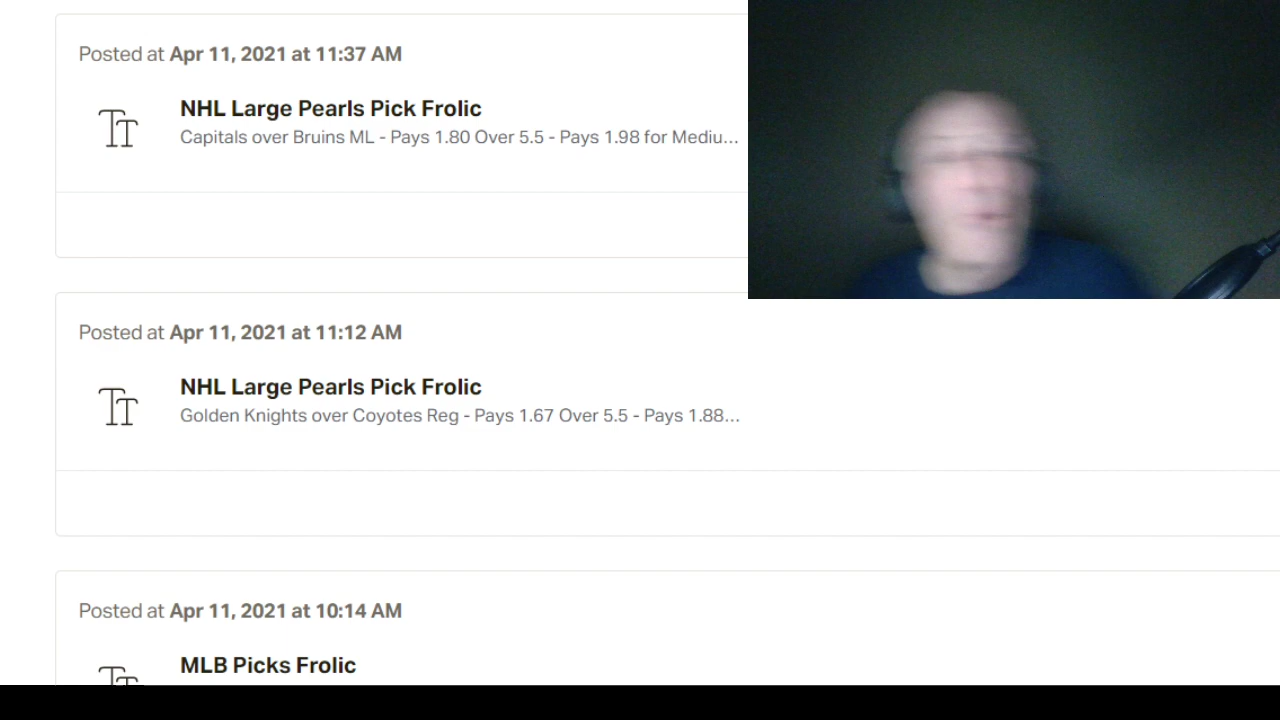 Posted at Apr 11, 2021 at 11:37 AM
NHL Large Pearls Pick Frolic
Capitals over Bruins ML - Pays 1.80 Over 5.5 - Pays 1.98 for Mediu...
Posted at Apr 11, 2021 at 11:12 AM
NHL Large Pearls Pick Frolic
Golden Knights over Coyotes Reg - Pays 1.67 Over 5.5 - Pays 1.88...
Posted at Apr 11, 2021 at 10:14 AM
MLB Picks Frolic